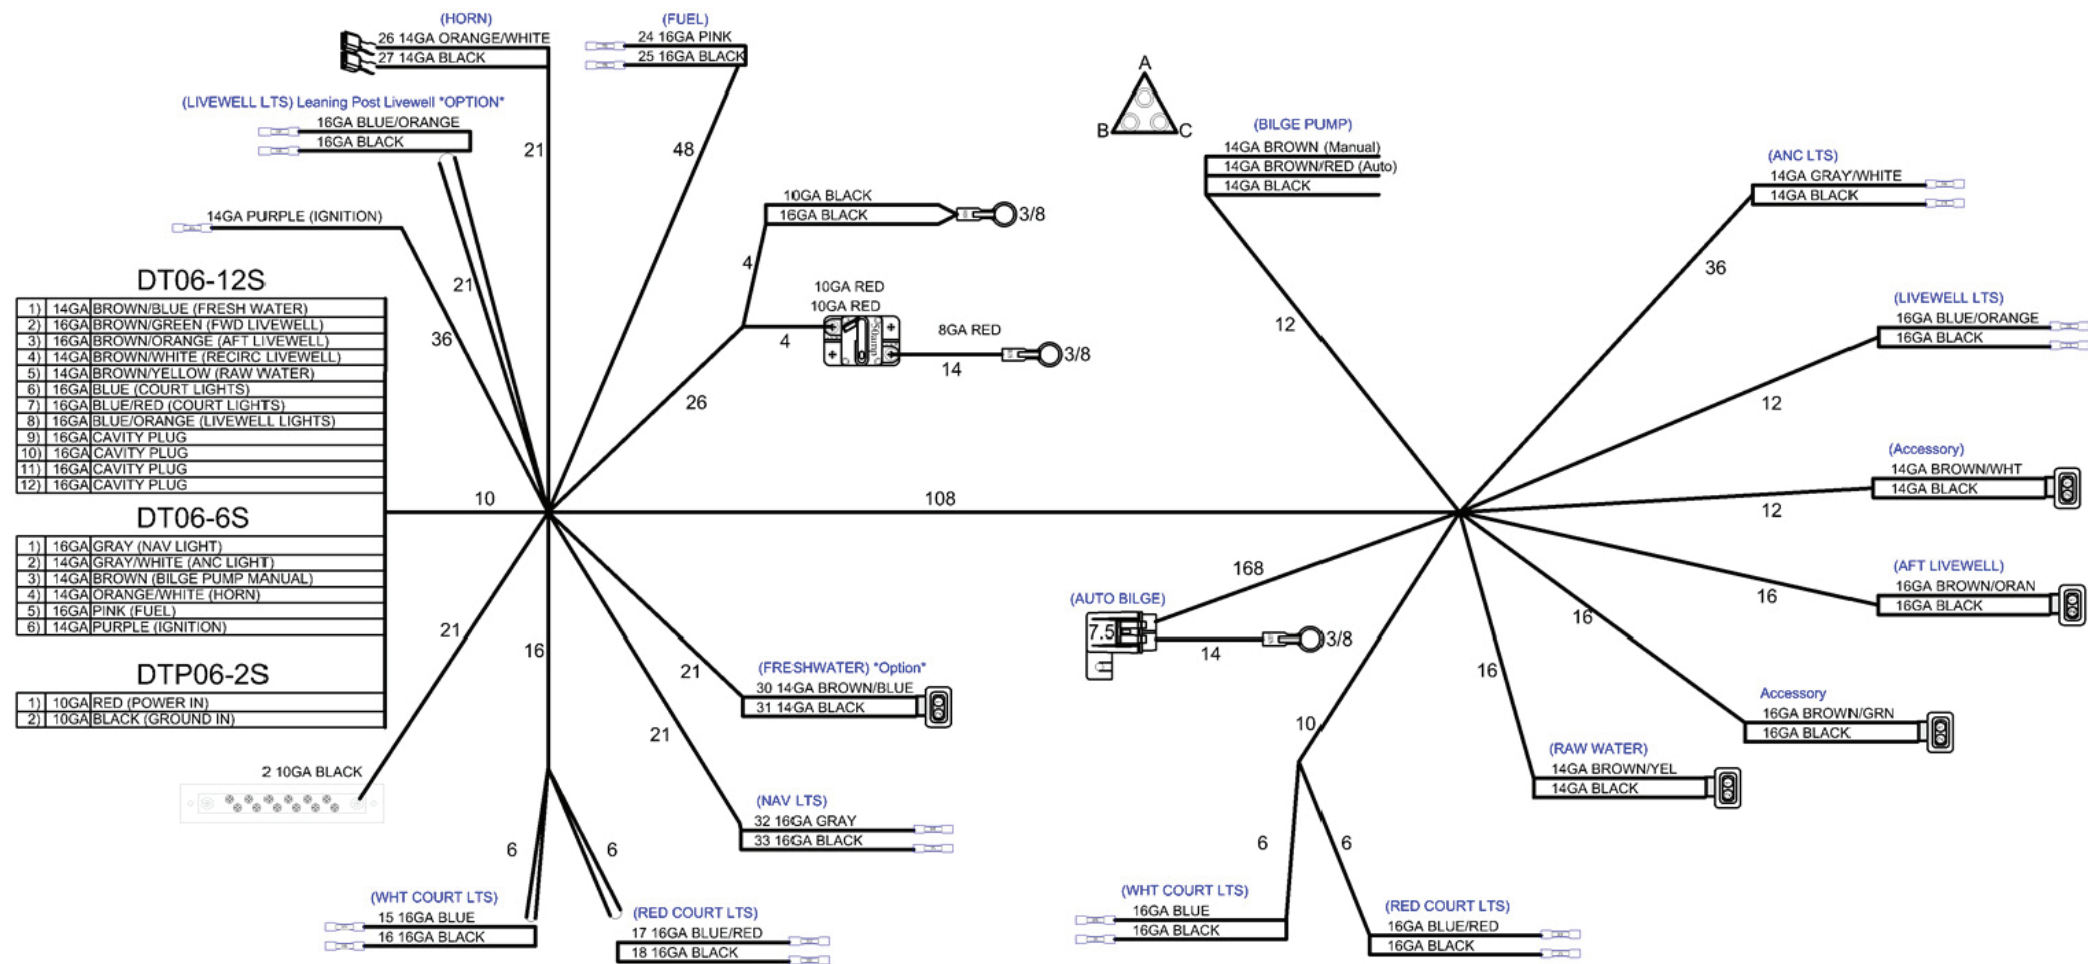 (HORN)
26 14GA ORANGE/WHITE
27 14GA BLACK
(FUEL)
24 16GA PINK
25 16GA BLACK
(LIVEWELL LTS) Leaning Post Livewell *OPTION*
16GA BLUE/ORANGE
16GA BLACK
21
48
14GA PURPLE (IGNITION)
21
36
10GA BLACK
16GA BLACK
3/8
4
10GA RED
10GA RED
50amp
4
8GA RED
14
3/8
26
DT06-12S
1) 14GA BROWN/BLUE (FRESH WATER)
2) 16GA BROWN/GREEN (FWD LIVEWELL)
3) 16GA BROWN/ORANGE (AFT LIVEWELL)
4) 14GA BROWN/WHITE (RECIRC LIVEWELL)
5) 14GA BROWN/YELLOW (RAW WATER)
6) 16GA BLUE (COURT LIGHTS)
7) 16GA BLUE/RED (COURT LIGHTS)
8) 16GA BLUE/ORANGE (LIVEWELL LIGHTS)
9) 16GA CAVITY PLUG
10) 16GA CAVITY PLUG
11) 16GA CAVITY PLUG
12) 16GA CAVITY PLUG
DT06-6S
1) 16GA GRAY (NAV LIGHT)
2) 14GA GRAY/WHITE (ANC LIGHT)
3) 14GA BROWN (BILGE PUMP MANUAL)
4) 14GA ORANGE/WHITE (HORN)
5) 16GA PINK (FUEL)
6) 14GA PURPLE (IGNITION)
DTP06-2S
1) 10GA RED (POWER IN)
2) 10GA BLACK (GROUND IN)
10
108
21
2 10GA BLACK
16
6
6
(WHT COURT LTS)
15 16GA BLUE
16 16GA BLACK
(RED COURT LTS)
17 16GA BLUE/RED
18 16GA BLACK
21
(FRESHWATER) *Option*
30 14GA BROWN/BLUE
31 14GA BLACK
21
(NAV LTS)
32 16GA GRAY
33 16GA BLACK
A
B
C
(BILGE PUMP)
14GA BROWN (Manual)
14GA BROWN/RED (Auto)
14GA BLACK
12
(ANC LTS)
14GA GRAY/WHITE
14GA BLACK
36
(LIVEWELL LTS)
16GA BLUE/ORANGE
16GA BLACK
12
(Accessory)
14GA BROWN/WHT
14GA BLACK
12
(AFT LIVEWELL)
16GA BROWN/ORAN
16GA BLACK
16
16
Accessory
16GA BROWN/GRN
16GA BLACK
16
(RAW WATER)
14GA BROWN/YEL
14GA BLACK
168
(AUTO BILGE)
7.5
14
3/8
10
6
6
(WHT COURT LTS)
16GA BLUE
16GA BLACK
(RED COURT LTS)
16GA BLUE/RED
16GA BLACK